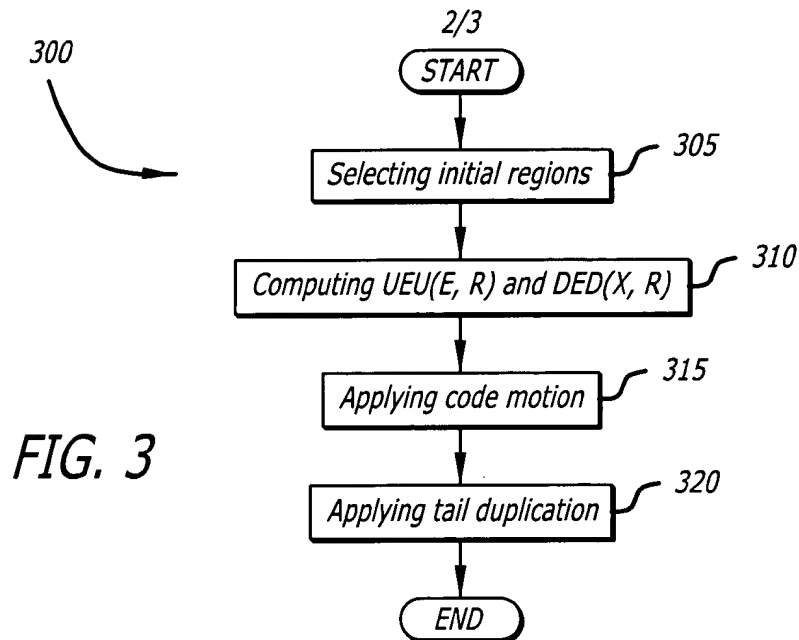 2/3
300
START
305
Selecting initial regions
310
Computing UEU(E, R) and DED(X, R)
315
Applying code motion
FIG. 3
320
Applying tail duplication
END